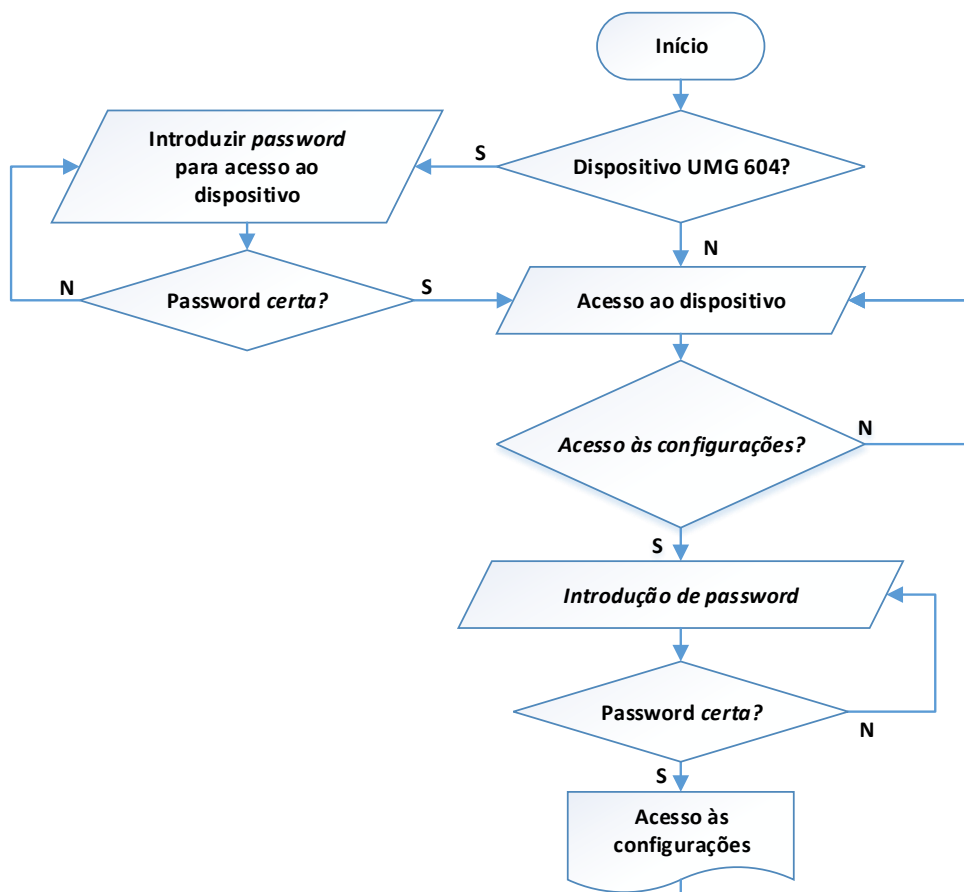 Início
Dispositivo UMG 604?
S
N
Introduzir password
para acesso ao
dispositivo
Password certa?
N
S
Acesso ao dispositivo
Acesso às configurações?
N
S
Introdução de password
Password certa?
N
S
Acesso às
configurações